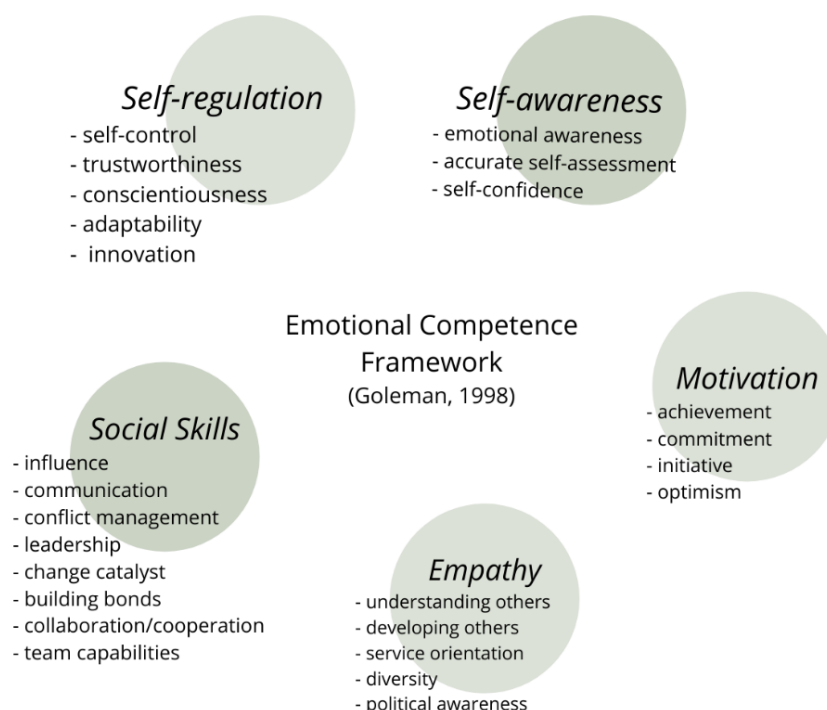 Self-regulation
- self-control
- trustworthiness
- conscientiousness
- adaptability
- innovation
Self-awareness
- emotional awareness
- accurate self-assessment
- self-confidence
Emotional Competence
Framework
(Goleman, 1998)
Motivation
- achievement
- commitment
- initiative
- optimism
Social Skills
- influence
- communication
- conflict management
- leadership
- change catalyst
- building bonds
- collaboration/cooperation
- team capabilities
Empathy
- understanding others
- developing others
- service orientation
- diversity
- political awareness